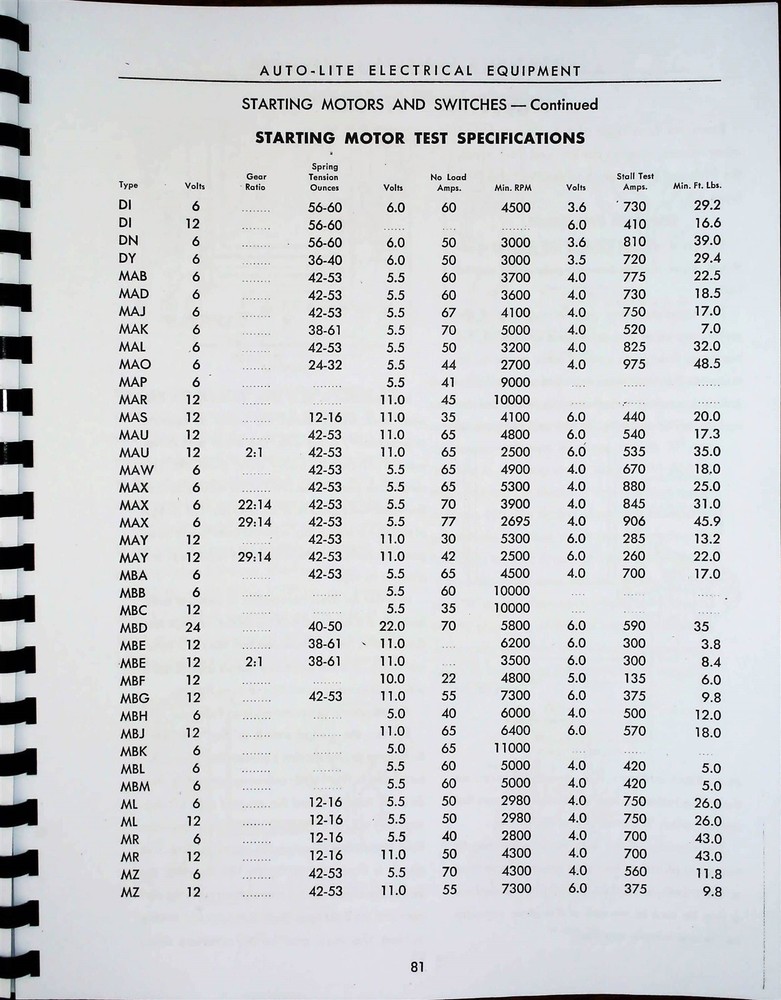 AUTO-LITE ELECTRICAL EQUIPMENT
STARTING MOTORS AND SWITCHES — Continued
STARTING MOTOR TEST SPECIFICATIONS
Type Volts Gear Ratio Spring Tension Ounces Volts No Load Amps. Min. RPM Volts Stall Test Amps. Min. Ft. Lbs.
DI 6 ........ 56-60 6.0 60 4500 3.6 730 29.2
DI 12 ........ 56-60 ...... .... ........ 6.0 410 16.6
DN 6 ........ 56-60 6.0 50 3000 3.6 810 39.0
DY 6 ........ 36-40 6.0 50 3000 3.5 720 29.4
MAB 6 ........ 42-53 5.5 60 3700 4.0 775 22.5
MAD 6 ........ 42-53 5.5 60 3600 4.0 730 18.5
MAJ 6 ........ 42-53 5.5 67 4100 4.0 750 17.0
MAK 6 ........ 38-61 5.5 70 5000 4.0 520 7.0
MAL 6 ........ 42-53 5.5 50 3200 4.0 825 32.0
MAO 6 ........ 24-32 5.5 44 2700 4.0 975 48.5
MAP 6 ........ ........ 5.5 41 9000 .... ...... ......
MAR 12 ........ ........ 11.0 45 10000 .... ...... ......
MAS 12 ........ 12-16 11.0 35 4100 6.0 440 20.0
MAU 12 ........ 42-53 11.0 65 4800 6.0 540 17.3
MAU 12 2:1 42-53 11.0 65 2500 6.0 535 35.0
MAW 6 ........ 42-53 5.5 65 4900 4.0 670 18.0
MAX 6 ........ 42-53 5.5 65 5300 4.0 880 25.0
MAX 6 22:14 42-53 5.5 70 3900 4.0 845 31.0
MAX 6 29:14 42-53 5.5 77 2695 4.0 906 45.9
MAY 12 ........ 42-53 11.0 30 5300 6.0 285 13.2
MAY 12 29:14 42-53 11.0 42 2500 6.0 260 22.0
MBA 6 ........ 42-53 5.5 65 4500 4.0 700 17.0
MBB 6 ........ ........ 5.5 60 10000 .... ...... ......
MBC 12 ........ ........ 5.5 35 10000 .... ...... ......
MBD 24 ........ 40-50 22.0 70 5800 6.0 590 35
MBE 12 ........ 38-61 11.0 .... 6200 6.0 300 3.8
MBE 12 2:1 38-61 11.0 .... 3500 6.0 300 8.4
MBF 12 ........ ........ 10.0 22 4800 5.0 135 6.0
MBG 12 ........ 42-53 11.0 55 7300 6.0 375 9.8
MBH 6 ........ ........ 5.0 40 6000 4.0 500 12.0
MBJ 12 ........ ........ 11.0 65 6400 6.0 570 18.0
MBK 6 ........ ........ 5.0 65 11000 .... ...... ....
MBL 6 ........ ........ 5.5 60 5000 4.0 420 5.0
MBM 6 ........ ........ 5.5 60 5000 4.0 420 5.0
ML 6 ........ 12-16 5.5 50 2980 4.0 750 26.0
ML 12 ........ 12-16 5.5 50 2980 4.0 750 26.0
MR 6 ........ 12-16 5.5 40 2800 4.0 700 43.0
MR 12 ........ 12-16 11.0 50 4300 4.0 700 43.0
MZ 6 ........ 42-53 5.5 70 4300 4.0 560 11.8
MZ 12 ........ 42-53 11.0 55 7300 6.0 375 9.8
81